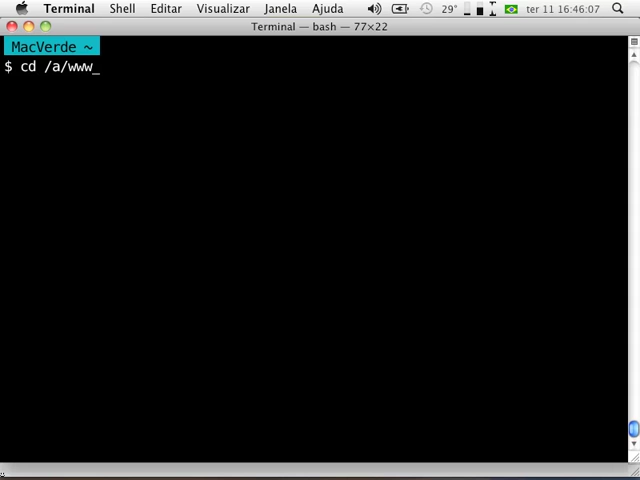 Terminal Shell Editar Visualizar Janela Ajuda 29° ter 11 16:46:07
Terminal — bash — 77×22
MacVerde ~
$ cd /a/www_